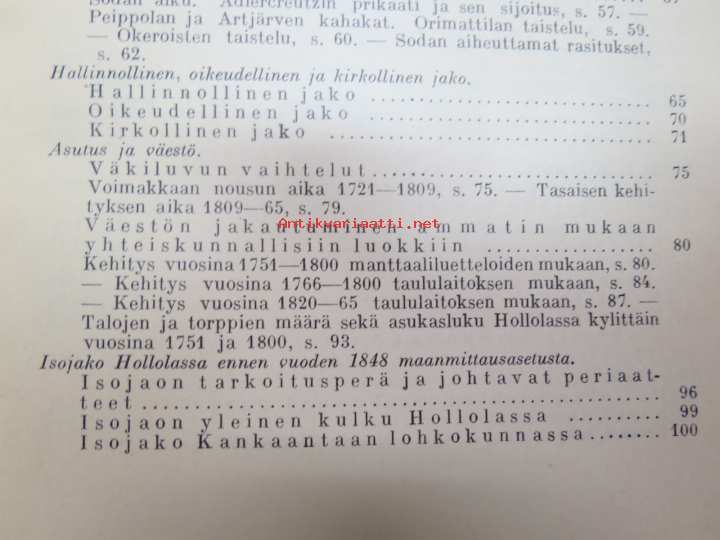 sodan alku. Adlercreutzin prikaati ja sen sijoitus, s. 57. —
Peippolan ja Artjärven kahakat. Orimattilan taistelu, s. 59.
— Okeroisten taistelu, s. 60. — Sodan aiheuttamat rasitukset,
s. 62.
Hallinnollinen, oikeudellinen ja kirkollinen jako.
Hallinnollinen jako .............................. 65
Oikeudellinen jako .............................. 70
Kirkollinen jako .............................. 71
Asutus ja väestö.
Väkiluvun vaihtelut .............................. 75
Voimakkaan nousun aika 1721—1809, s. 75. — Tasaisen kehi-
tyksen aika 1809—65, s. 79.
Antikvariaatti.net
Väestön jakautuminen ammatin mukaan
yhteiskunnallisiin luokkiin .................. 80
Kehitys vuosina 1751—1800 manttaaliluetteloiden mukaan, s. 80.
— Kehitys vuosina 1766—1800 taululaitoksen mukaan, s. 84.
— Kehitys vuosina 1820—65 taululaitoksen mukaan, s. 87. —
Talojen ja torppien määrä sekä asukasluku Hollolassa kylittäin
vuosina 1751 ja 1800, s. 93.
Isojako Hollolassa ennen vuoden 1848 maanmittausasetusta.
Isojaon tarkoitusperä ja johtavat periaat-
teet .................................................. 96
Isojaon yleinen kulku Hollolassa .......... 99
Isojako Kankaantaan lohkokunnassa ........ 100